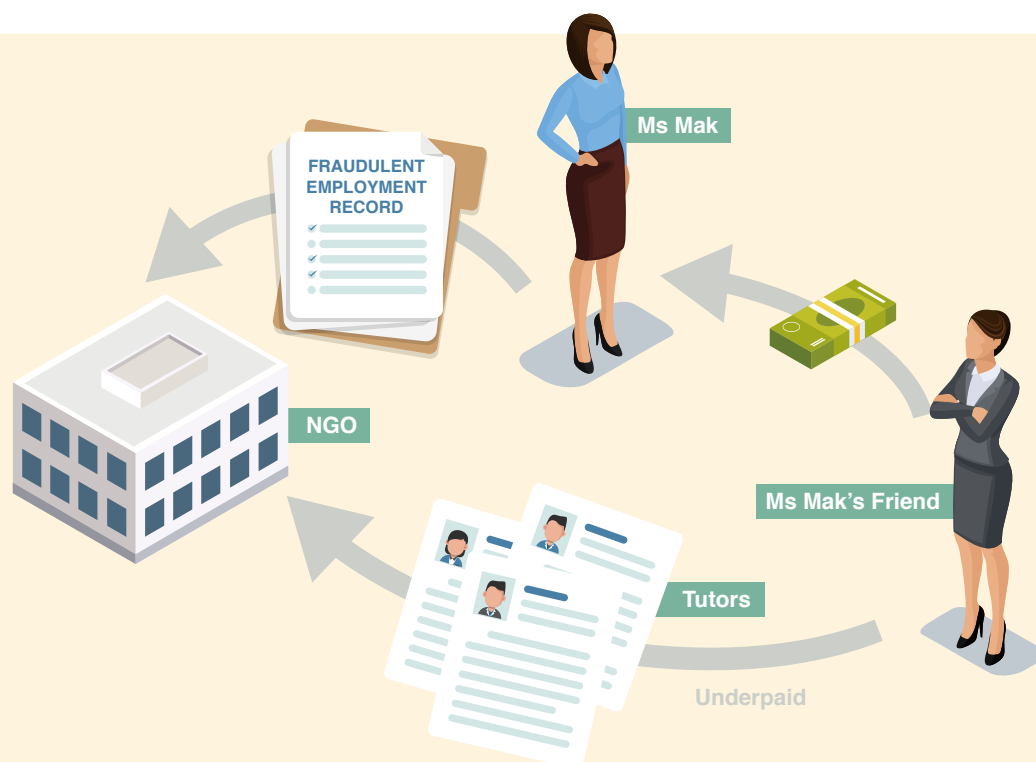 Ms Mak
FRAUDULENT
EMPLOYMENT
RECORD
NGO
Ms Mak's Friend
Tutors
Underpaid